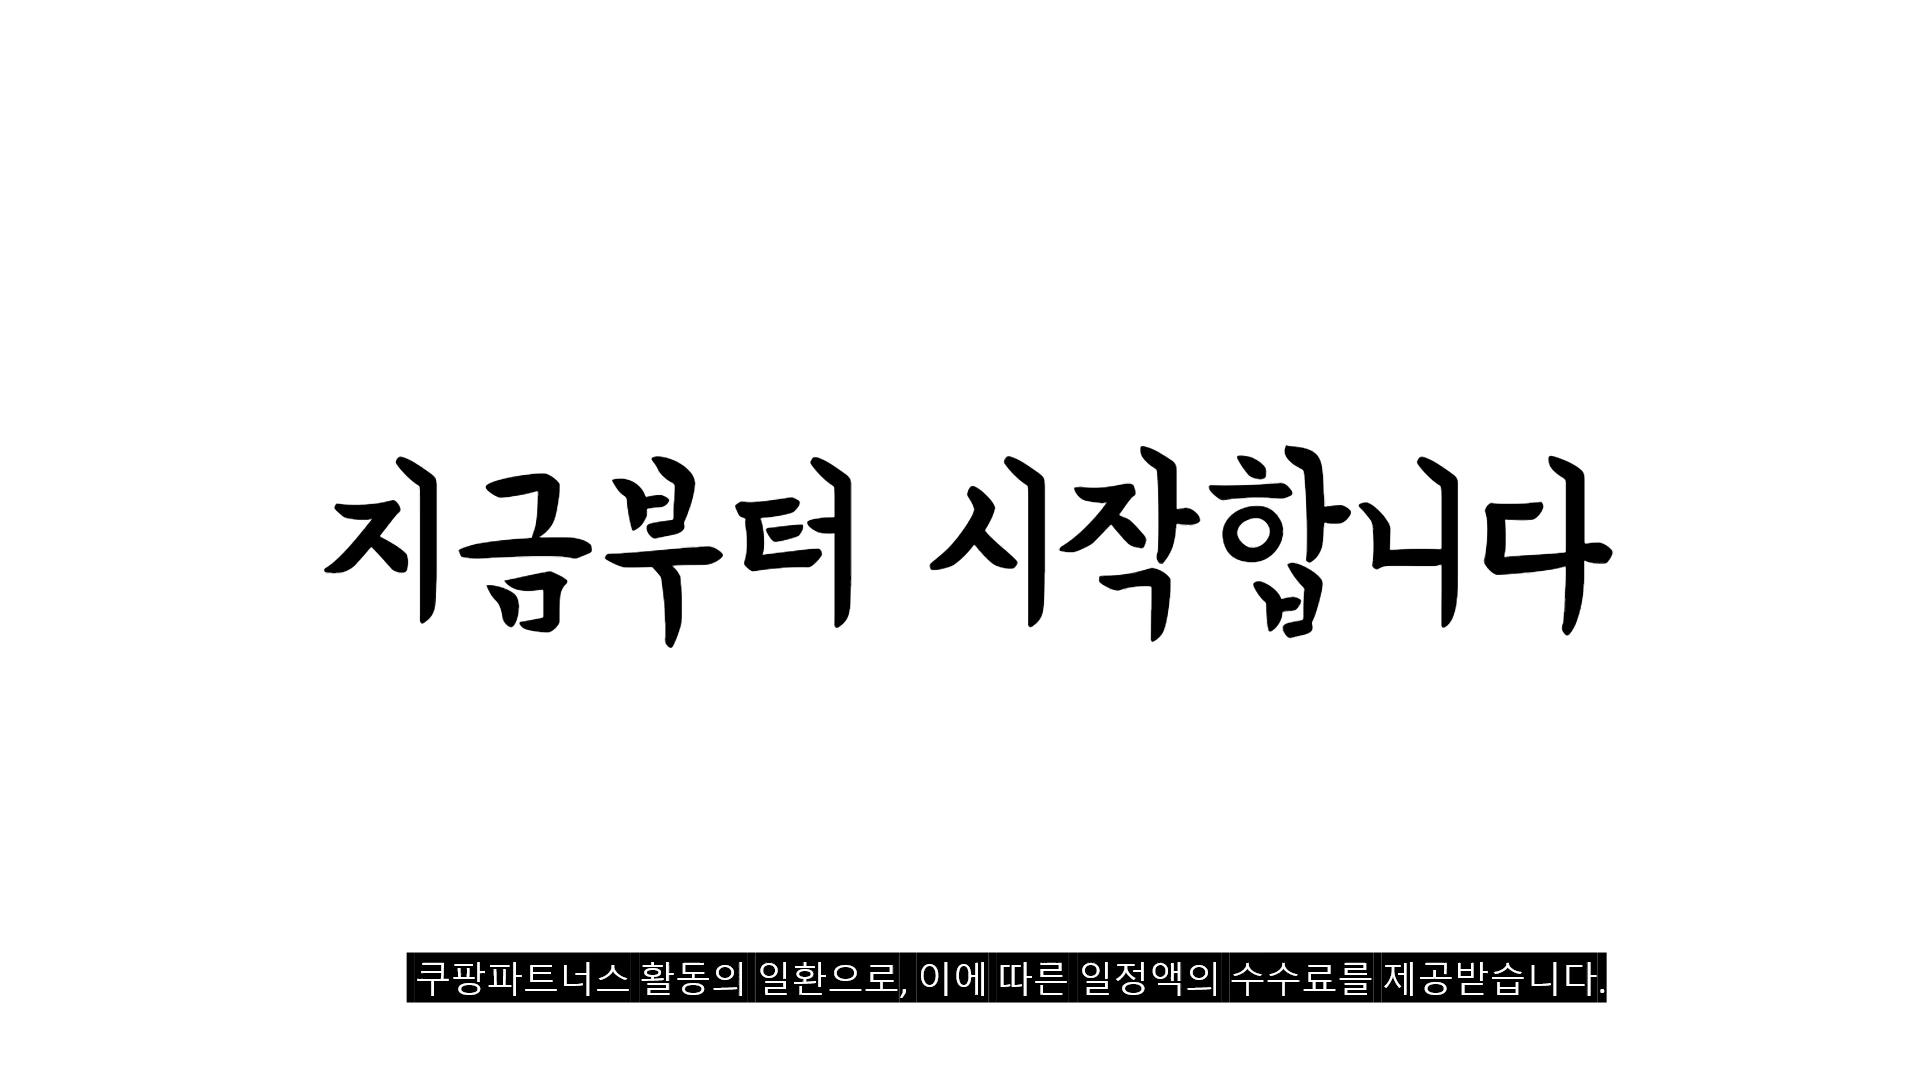 지금부터 시작합니다
쿠팡파트너스 활동의 일환으로, 이에 따른 일정액의 수수료를 제공받습니다.